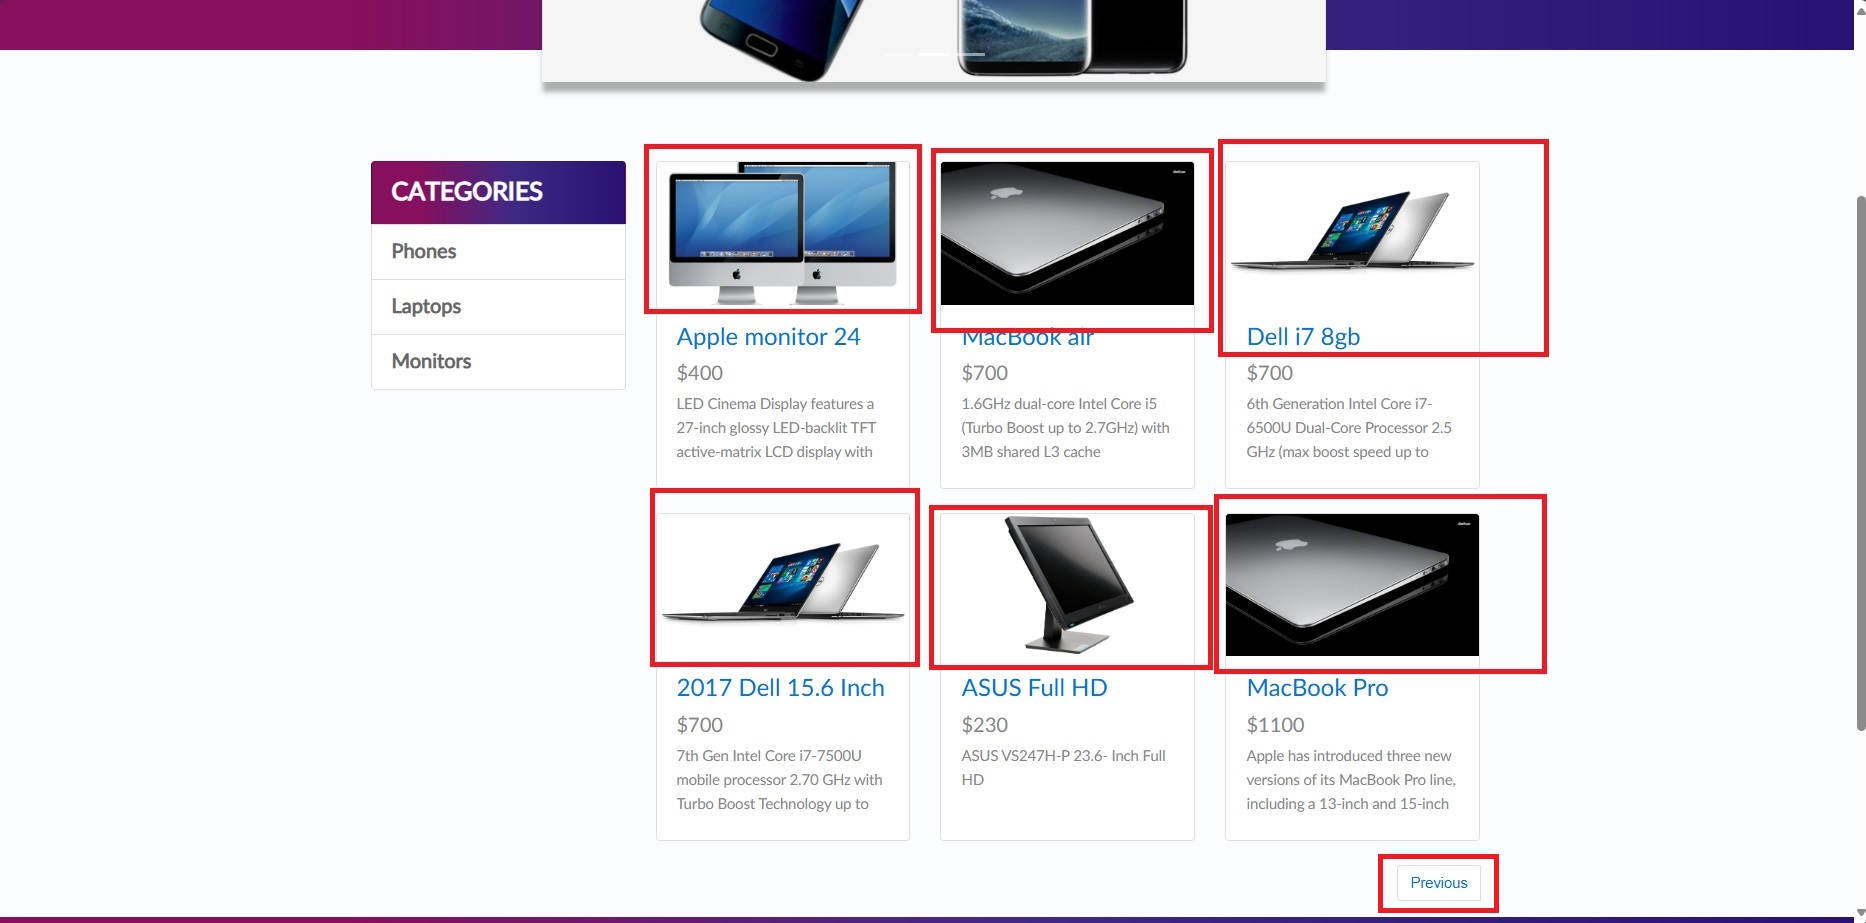 CATEGORIES
Phones
Laptops
Monitors
Apple monitor 24
$400
LED Cinema Display features a
27-inch glossy LED-backlit TFT
active-matrix LCD display with
MacBook air
$700
1.6GHz dual-core Intel Core i5
(Turbo Boost up to 2.7GHz) with
3MB shared L3 cache
Dell i7 8gb
$700
6th Generation Intel Core i7-
6500U Dual-Core Processor 2.5
GHz (max boost speed up to
2017 Dell 15.6 Inch
$700
7th Gen Intel Core i7-7500U
mobile processor 2.70 GHz with
Turbo Boost Technology up to
ASUS Full HD
$230
ASUS VS247H-P 23.6- Inch Full
HD
MacBook Pro
$1100
Apple has introduced three new
versions of its MacBook Pro line,
including a 13-inch and 15-inch
Previous